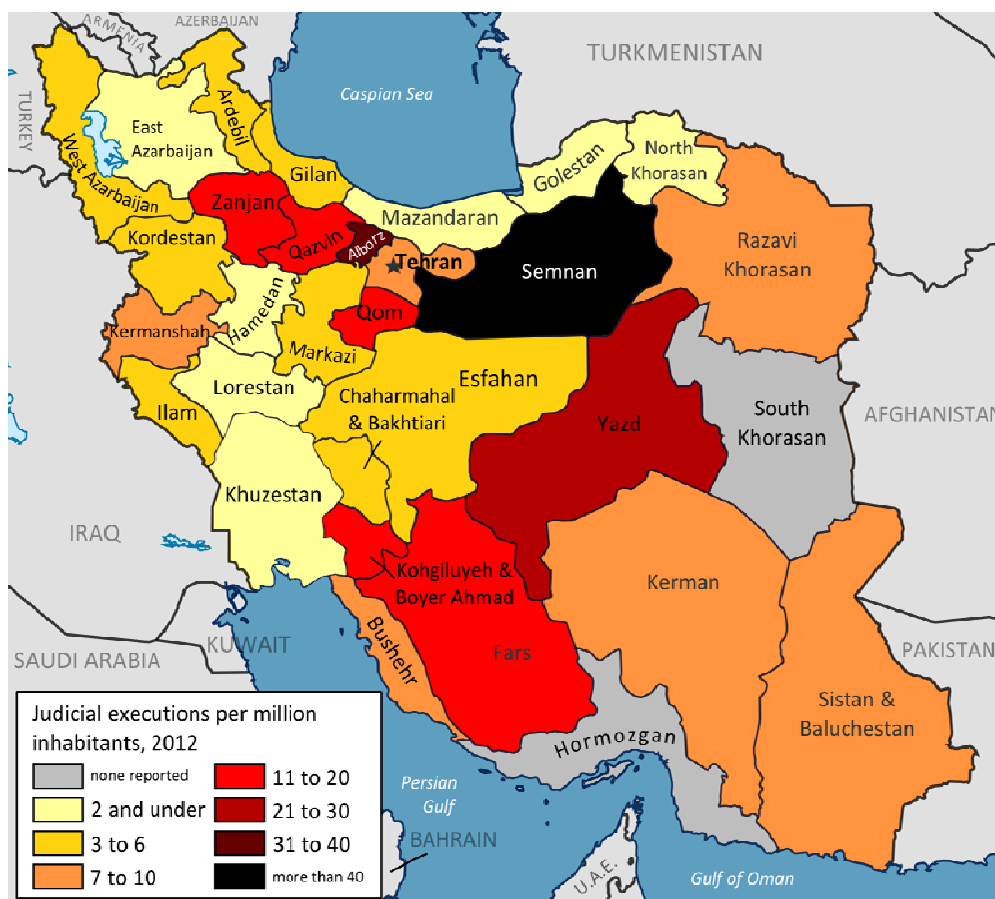 ARMENIA
AZERBAIJAN
TURKMENISTAN
Caspian Sea
TURKEY
Ardebil
East
Azarbaijan
West Azarbaijan
Gilan
Golestan
North
Khorasan
Zanjan
Mazandaran
Kordestan
Qazvin
Albarz
Tehran
Semnan
Razavi
Khorasan
Hamedan
Qom
Kermanshah
Markazi
Esfahan
Lorestan
Chaharmahal
& Bakhtiari
Ilam
Yazd
South
Khorasan
AFGHANISTAN
Khuzestan
IRAQ
Kohgiluyeh &
Boyer Ahmad
Kerman
Bushehr
KUWAIT
Fars
SAUDI ARABIA
PAKISTAN
Sistan &
Baluchestan
Hormozgan
Judicial executions per million
inhabitants, 2012
none reported
2 and under
3 to 6
7 to 10
11 to 20
21 to 30
31 to 40
more than 40
Persian
Gulf
BAHRAIN
U.A.E.
Gulf of Oman